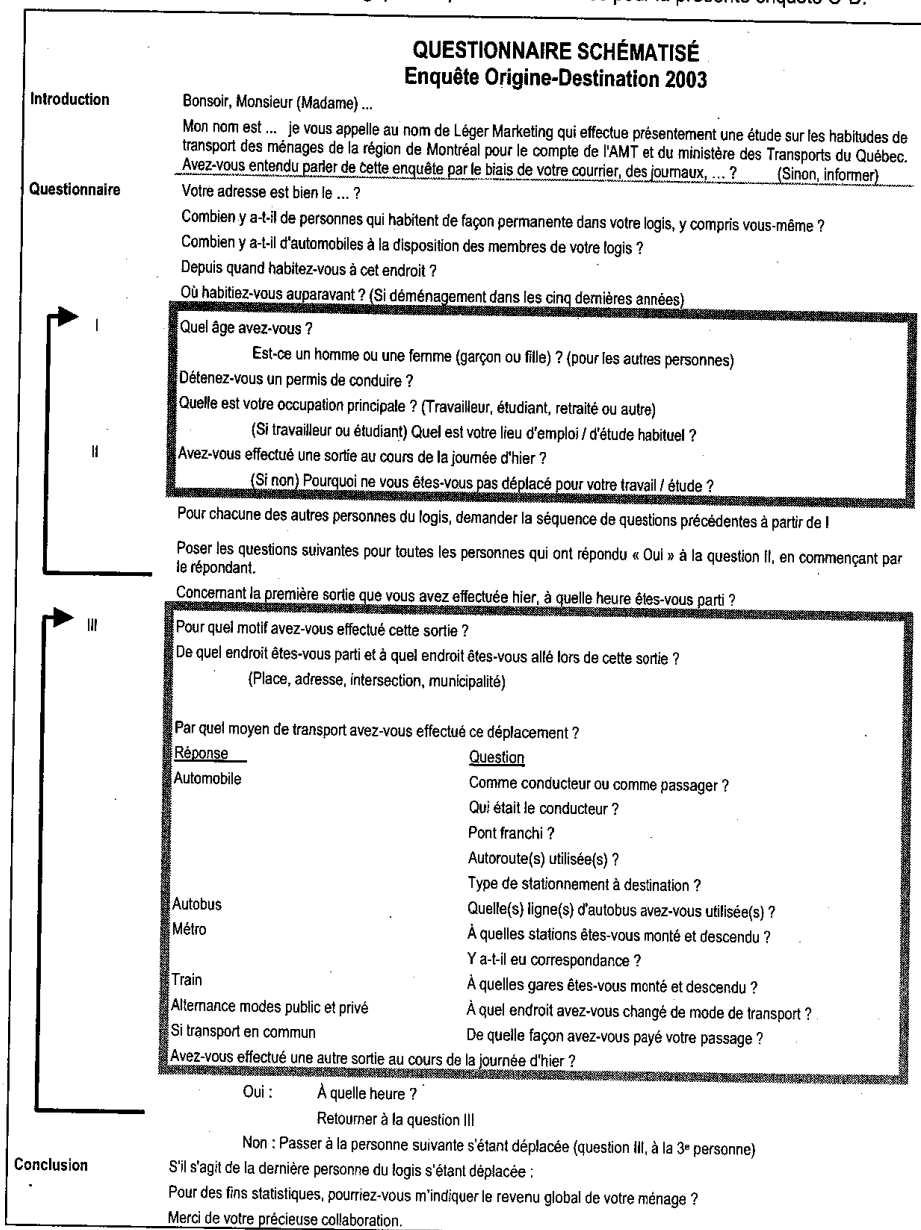 pour la présente enquête O-D.
QUESTIONNAIRE SCHÉMATISÉ
Enquête Origine-Destination 2003
Introduction
Bonsoir, Monsieur (Madame) ...
Mon nom est ... je vous appelle au nom de Léger Marketing qui effectue présentement une étude sur les habitudes de
transport des ménages de la région de Montréal pour le compte de l'AMT et du ministère des Transports du Québec.
Avez-vous entendu parler de cette enquête par le biais de votre courrier, des journaux, ... ? (Sinon, informer)
Questionnaire
Votre adresse est bien le ... ?
Combien y a-t-il de personnes qui habitent de façon permanente dans votre logis, y compris vous-même ?
Combien y a-t-il d'automobiles à la disposition des membres de votre logis ?
Depuis quand habitez-vous à cet endroit ?
Où habitiez-vous auparavant ? (Si déménagement dans les cinq dernières années)
I
Quel âge avez-vous ?
Est-ce un homme ou une femme (garçon ou fille) ? (pour les autres personnes)
Détenez-vous un permis de conduire ?
Quelle est votre occupation principale ? (Travailleur, étudiant, retraité ou autre)
(Si travailleur ou étudiant) Quel est votre lieu d'emploi / d'étude habituel ?
II
Avez-vous effectué une sortie au cours de la journée d'hier ?
(Si non) Pourquoi ne vous êtes-vous pas déplacé pour votre travail / étude ?
Pour chacune des autres personnes du logis, demander la séquence de questions précédentes à partir de I
Poser les questions suivantes pour toutes les personnes qui ont répondu « Oui » à la question II, en commençant par
le répondant.
Concernant la première sortie que vous avez effectuée hier, à quelle heure êtes-vous parti ?
III
Pour quel motif avez-vous effectué cette sortie ?
De quel endroit êtes-vous parti et à quel endroit êtes-vous allé lors de cette sortie ?
(Place, adresse, intersection, municipalité)
Par quel moyen de transport avez-vous effectué ce déplacement ?
Réponse Question
Automobile Comme conducteur ou comme passager ?
Qui était le conducteur ?
Pont franchi ?
Autoroute(s) utilisée(s) ?
Type de stationnement à destination ?
Autobus Quelle(s) ligne(s) d'autobus avez-vous utilisée(s) ?
Métro À quelles stations êtes-vous monté et descendu ?
Y a-t-il eu correspondance ?
Train À quelles gares êtes-vous monté et descendu ?
Alternance modes public et privé À quel endroit avez-vous changé de mode de transport ?
Si transport en commun De quelle façon avez-vous payé votre passage ?
Avez-vous effectué une autre sortie au cours de la journée d'hier ?
Oui : À quelle heure ?
Retourner à la question III
Non : Passer à la personne suivante s'étant déplacée (question III, à la 3e personne)
Conclusion
S'il s'agit de la dernière personne du logis s'étant déplacée :
Pour des fins statistiques, pourriez-vous m'indiquer le revenu global de votre ménage ?
Merci de votre précieuse collaboration.